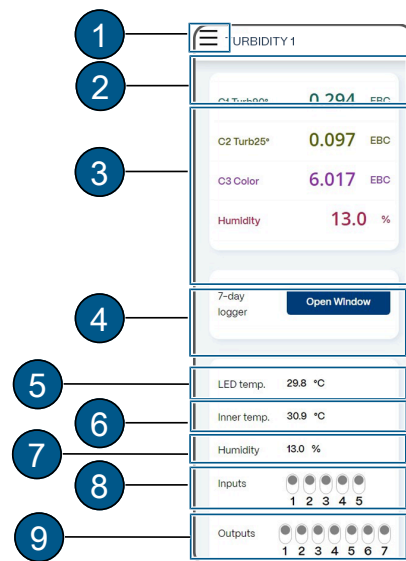 1
TURBIDITY 1
2
C1 Turb90° 0.294 EBC
3
C2 Turb25° 0.097 EBC
C3 Color 6.017 EBC
Humidity 13.0 %
4
7-day
logger
Open Window
5
LED temp. 29.8 °C
6
Inner temp. 30.9 °C
7
Humidity 13.0 %
8
Inputs
1 2 3 4 5
9
Outputs
1 2 3 4 5 6 7